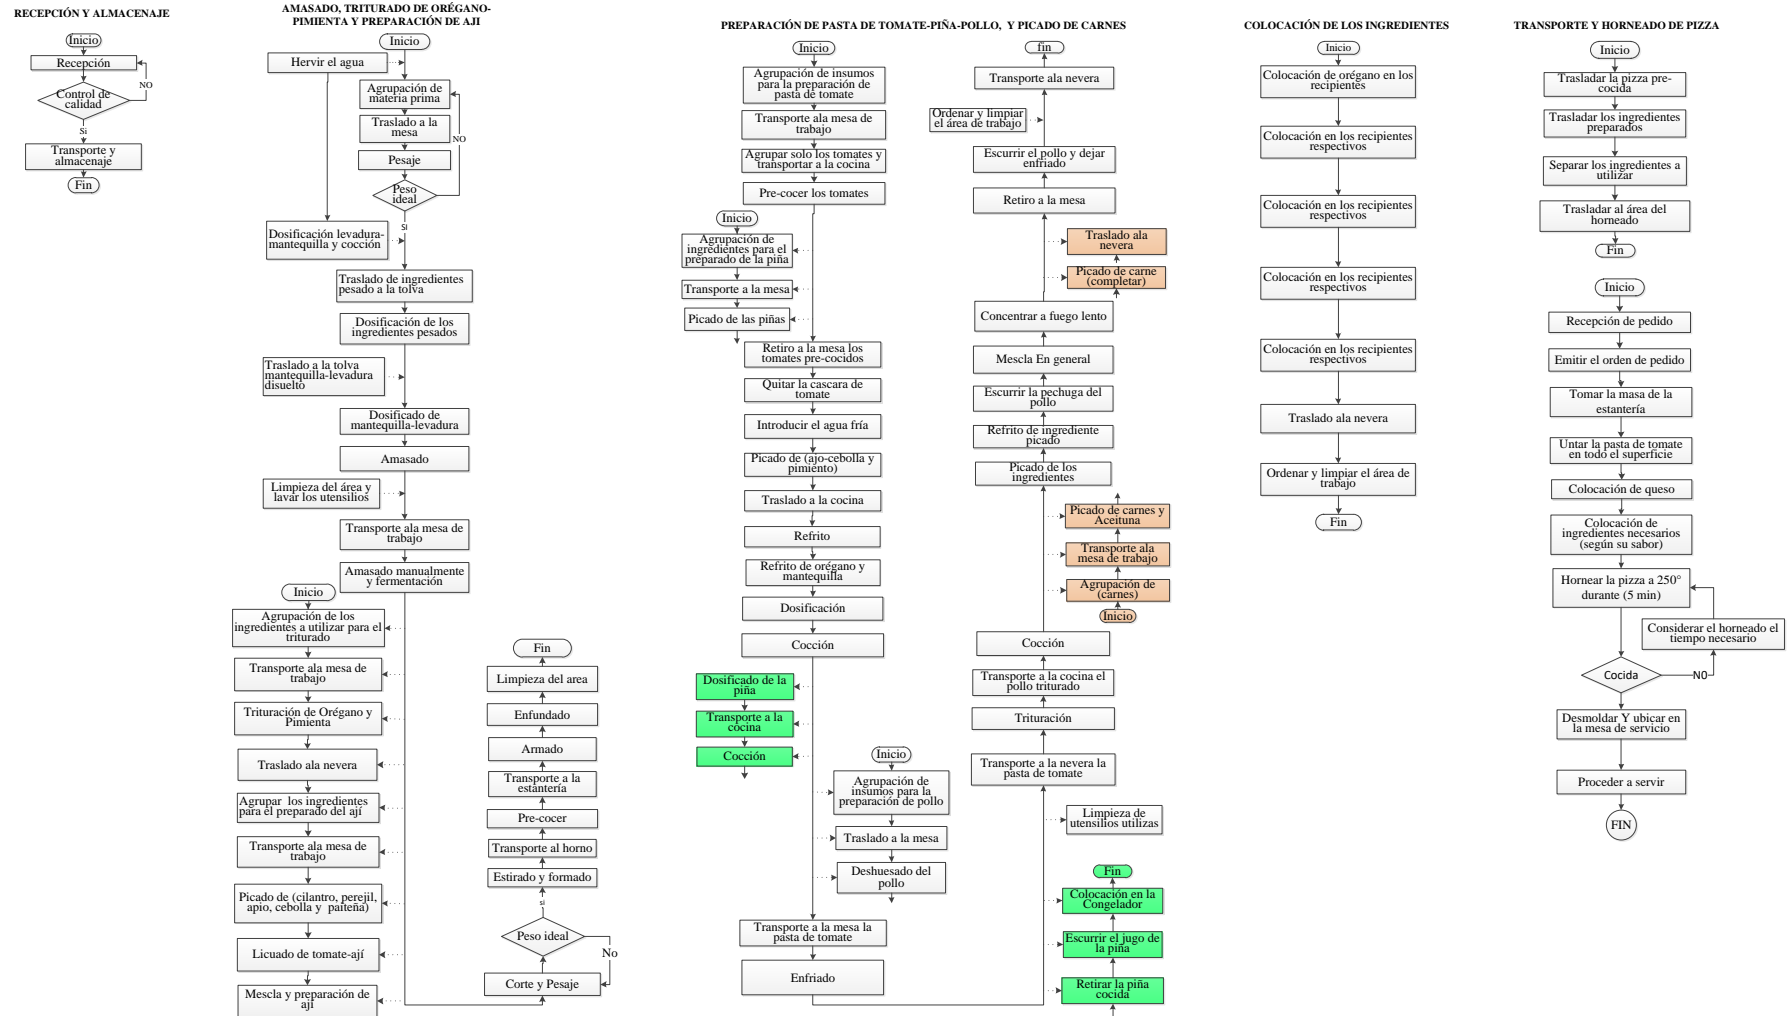 RECEPCIÓN Y ALMACENAJE
Inicio
Recepción
NO
Control de
calidad
Si
Transporte y
almacenaje
Fin
AMASADO, TRITURADO DE ORÉGANO-
PIMIENTA Y PREPARACIÓN DE AJI
Inicio
Hervir el agua
Agrupación de
materia prima
Traslado a la
mesa
NO
Pesaje
Peso
ideal
SI
Dosificación levadura-
mantequilla y cocción
Traslado de ingredientes
pesado a la tolva
Dosificación de los
ingredientes pesados
Traslado a la tolva
mantequilla-levadura
disuelto
Dosificado de
mantequilla-levadura
Amasado
Limpieza del área y
lavar los utensilios
Transporte ala mesa de
trabajo
Amasado manualmente
y fermentación
Inicio
Agrupación de los
ingredientes a utilizar para el
triturado
Transporte ala mesa de
trabajo
Trituración de Orégano y
Pimienta
Traslado ala nevera
Agrupar los ingredientes
para el preparado del ají
Transporte ala mesa de
trabajo
Picado de (cilantro, perejil,
apio, cebolla y paiteña)
Licuado de tomate-ají
Mescla y preparación de
ají
Fin
Limpieza del area
Enfundado
Armado
Transporte a la
estantería
Pre-cocer
Transporte al horno
Estirado y formado
si
Peso ideal
No
Corte y Pesaje
PREPARACIÓN DE PASTA DE TOMATE-PIÑA-POLLO, Y PICADO DE CARNES
Inicio
Agrupación de insumos
para la preparación de
pasta de tomate
Transporte ala mesa de
trabajo
Agrupar solo los tomates y
transportar a la cocina
Pre-cocer los tomates
Inicio
Agrupación de
ingredientes para el
preparado de la piña
Transporte a la mesa
Picado de las piñas
Retiro a la mesa los
tomates pre-cocidos
Quitar la cascara de
tomate
Introducir el agua fría
Picado de (ajo-cebolla y
pimiento)
Traslado a la cocina
Refrito
Refrito de orégano y
mantequilla
Dosificación
Cocción
Dosificado de la
piña
Transporte a la
cocina
Cocción
Inicio
Agrupación de
insumos para la
preparación de pollo
Traslado a la mesa
Deshuesado del
pollo
Transporte a la mesa la
pasta de tomate
Enfriado
fin
Transporte ala nevera
Ordenar y limpiar
el área de trabajo
Escurrir el pollo y dejar
enfriado
Retiro a la mesa
Traslado ala
nevera
Picado de carne
(completar)
Concentrar a fuego lento
Mescla En general
Escurrir la pechuga del
pollo
Refrito de ingrediente
picado
Picado de los
ingredientes
Picado de carnes y
Aceituna
Transporte ala
mesa de trabajo
Agrupación de
(carnes)
Inicio
Cocción
Transporte a la cocina el
pollo triturado
Trituración
Transporte a la nevera la
pasta de tomate
Limpieza de
utensilios utilizas
Fin
Colocación en la
Congelador
Escurrir el jugo de
la piña
Retirar la piña
cocida
COLOCACIÓN DE LOS INGREDIENTES
Inicio
Colocación de orégano en los
recipientes
Colocación en los recipientes
respectivos
Colocación en los recipientes
respectivos
Colocación en los recipientes
respectivos
Colocación en los recipientes
respectivos
Traslado ala nevera
Ordenar y limpiar el área de
trabajo
Fin
TRANSPORTE Y HORNEADO DE PIZZA
Inicio
Trasladar la pizza pre-
cocida
Trasladar los ingredientes
preparados
Separar los ingredientes a
utilizar
Trasladar al área del
horneado
Fin
Inicio
Recepción de pedido
Emitir el orden de pedido
Tomar la masa de la
estantería
Untar la pasta de tomate
en todo el superficie
Colocación de queso
Colocación de
ingredientes necesarios
(según su sabor)
Hornear la pizza a 250°
durante (5 min)
Considerar el horneado el
tiempo necesario
Cocida
NO
Desmoldar Y ubicar en
la mesa de servicio
Proceder a servir
FIN